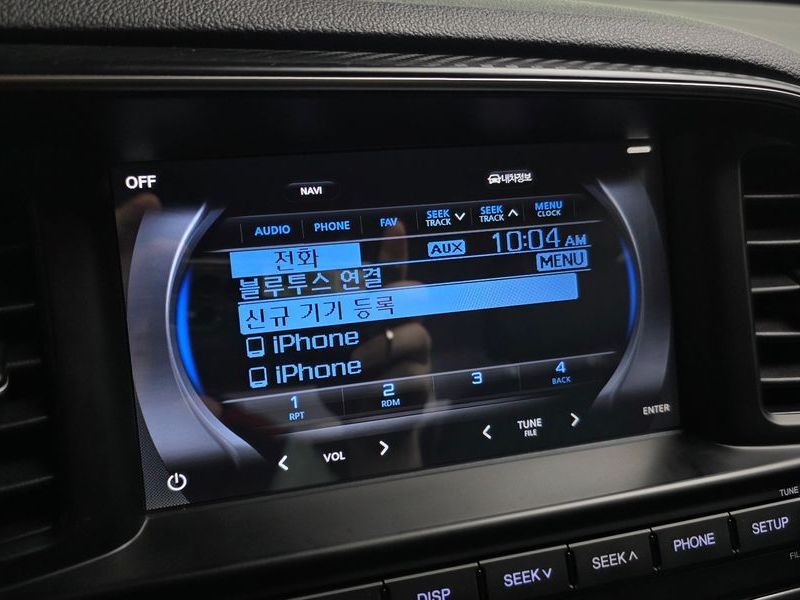 OFF
NAVI
내차정보
AUDIO PHONE FAV SEEK TRACK SEEK TRACK MENU CLOCK
전화 AUX 10:04 AM
블루투스 연결 MENU
신규 기기 등록
iPhone
iPhone
1 RPT 2 RDM 3 4 BACK
< VOL > < TUNE FILE > ENTER
TUNE
DISP SEEK∨ SEEK∧ PHONE SETUP